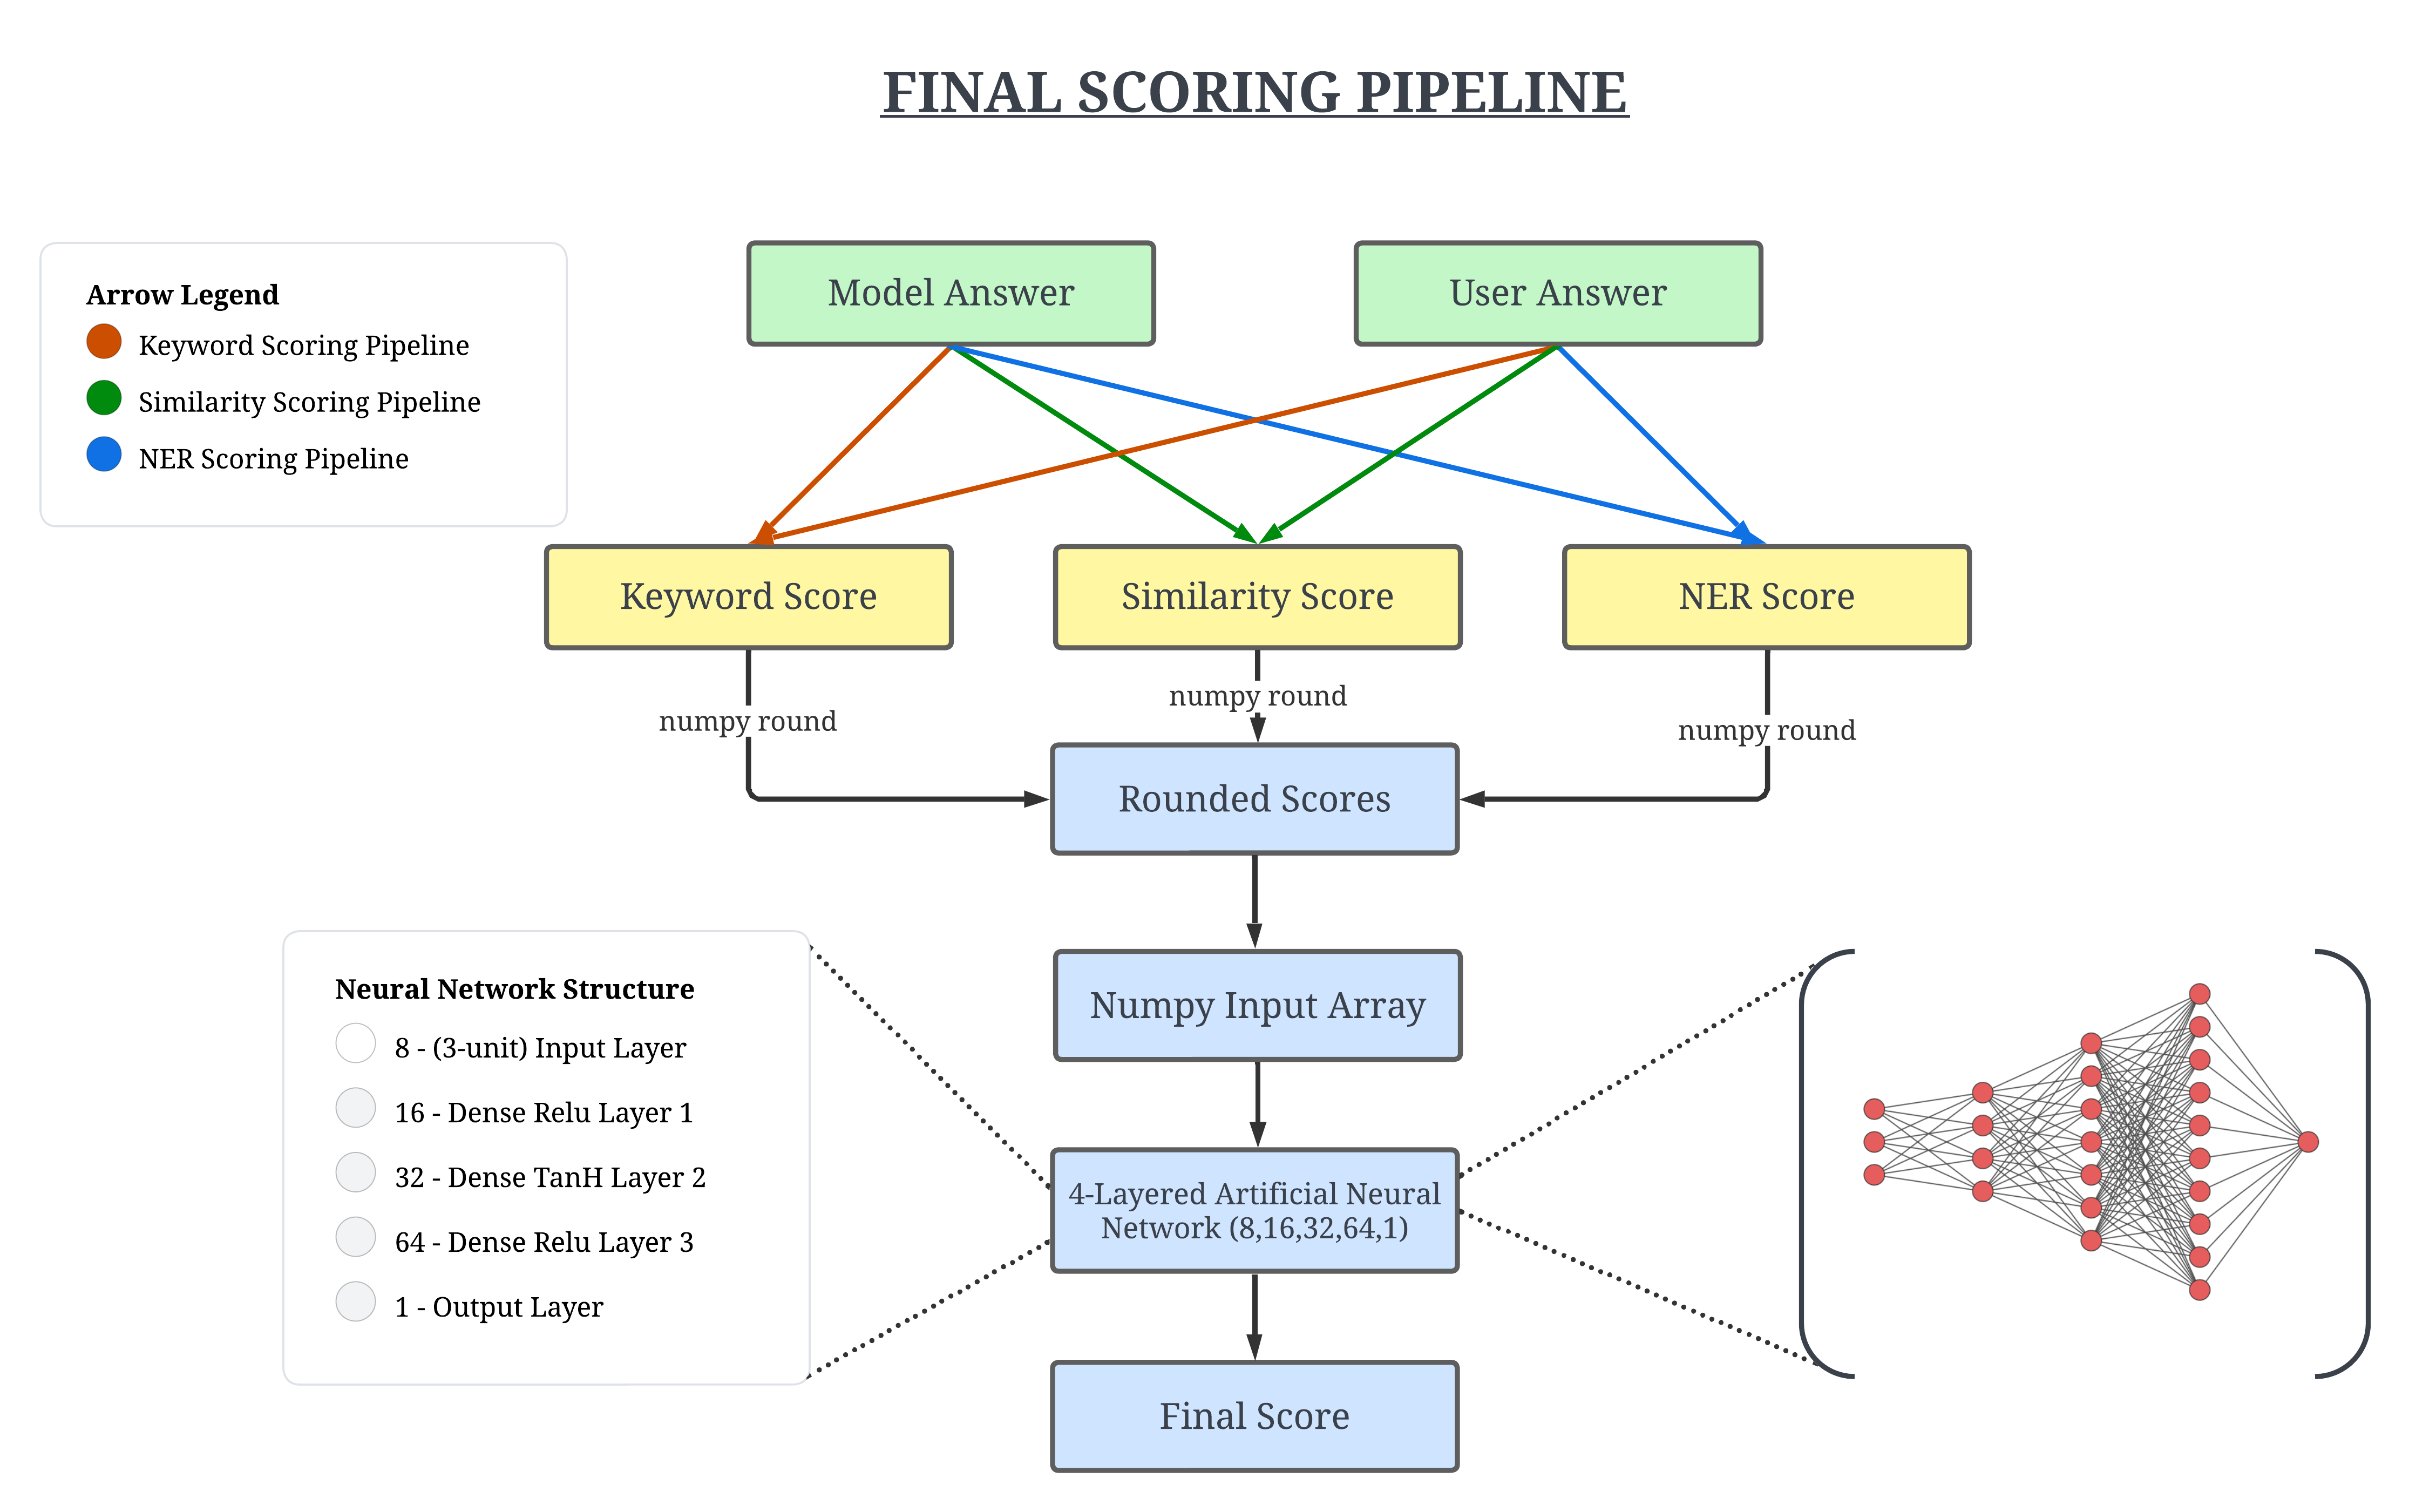 FINAL SCORING PIPELINE
Arrow Legend
Keyword Scoring Pipeline
Similarity Scoring Pipeline
NER Scoring Pipeline
Model Answer
User Answer
Keyword Score
Similarity Score
NER Score
numpy round
numpy round
numpy round
Rounded Scores
Numpy Input Array
Neural Network Structure
8 - (3-unit) Input Layer
16 - Dense Relu Layer 1
32 - Dense TanH Layer 2
64 - Dense Relu Layer 3
1 - Output Layer
4-Layered Artificial Neural
Network (8,16,32,64,1)
Final Score